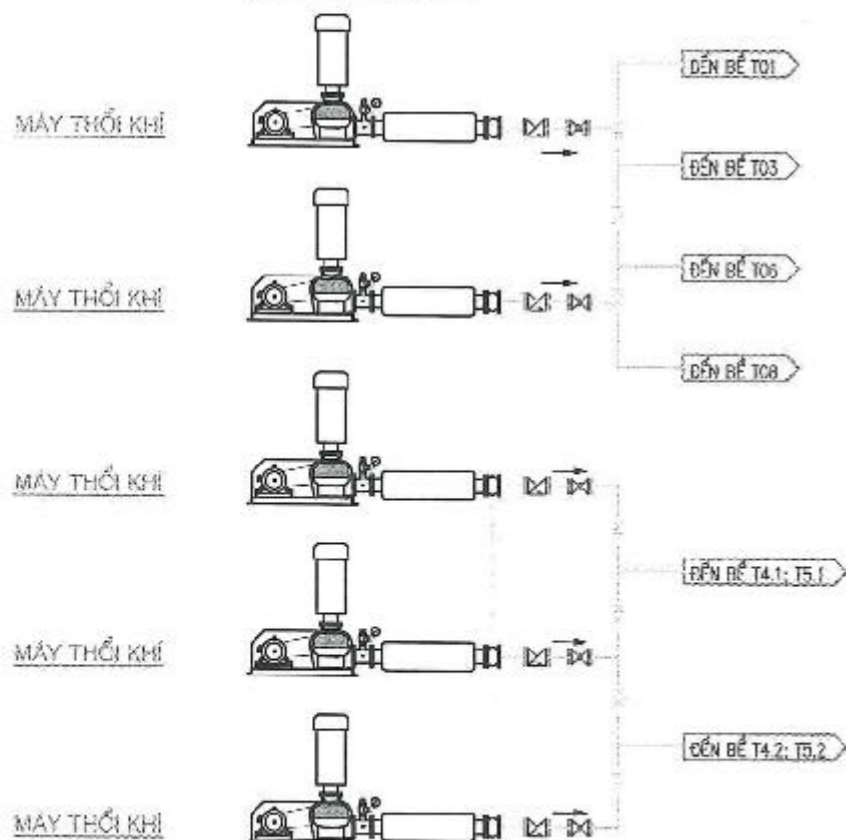 MÁY THỔI KHÍ
ĐẾN BỂ T01
ĐẾN BỂ T03
MÁY THỔI KHÍ
ĐẾN BỂ T06
ĐẾN BỂ T08
MÁY THỔI KHÍ
ĐẾN BỂ T4.1; T5.1
MÁY THỔI KHÍ
ĐẾN BỂ T4.2; T5.2
MÁY THỔI KHÍ